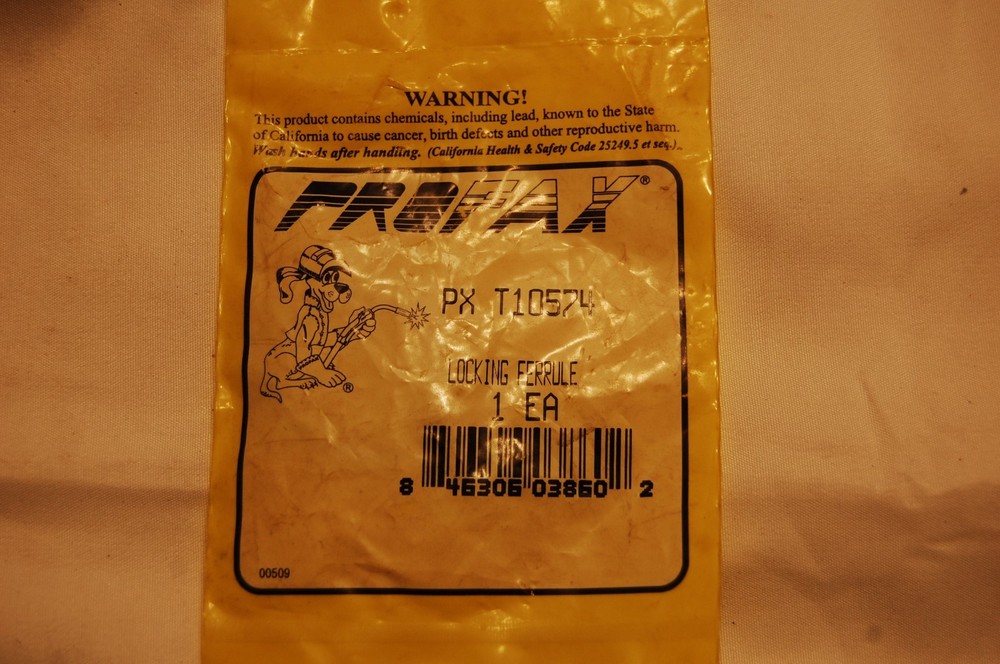 WARNING!
This product contains chemicals, including lead, known to the State
of California to cause cancer, birth defects and other reproductive harm.
Wash hands after handling. (California Health & Safety Code 25249.5 et seq.)
PROFAX®
PX T10574
®
LOCKING FERRULE
1 EA
8 46306 03860 2
00509